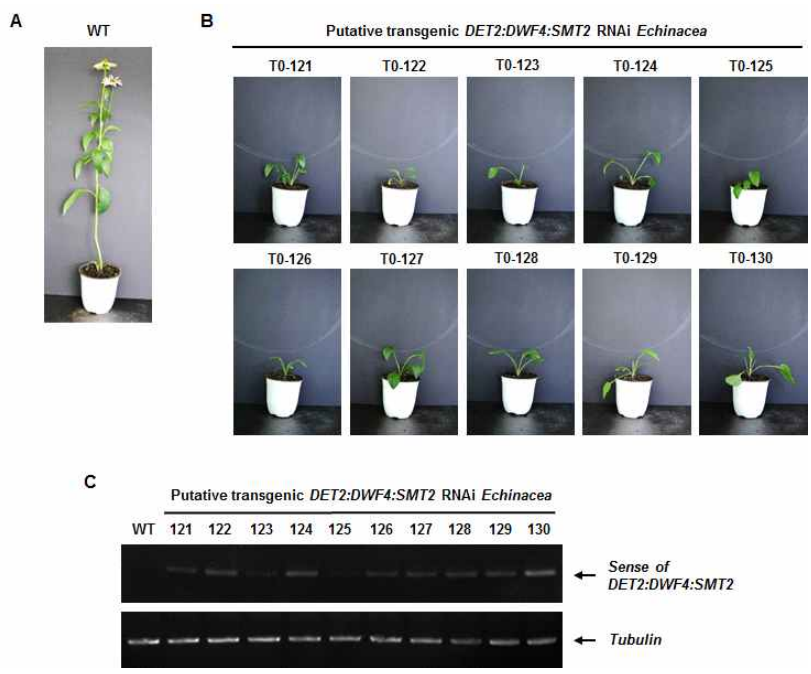 A
WT
B
Putative transgenic DET2:DWF4:SMT2 RNAi Echinacea
T0-121 T0-122 T0-123 T0-124 T0-125
T0-126 T0-127 T0-128 T0-129 T0-130
C
Putative transgenic DET2:DWF4:SMT2 RNAi Echinacea
WT 121 122 123 124 125 126 127 128 129 130
Sense of
DET2:DWF4:SMT2
Tubulin